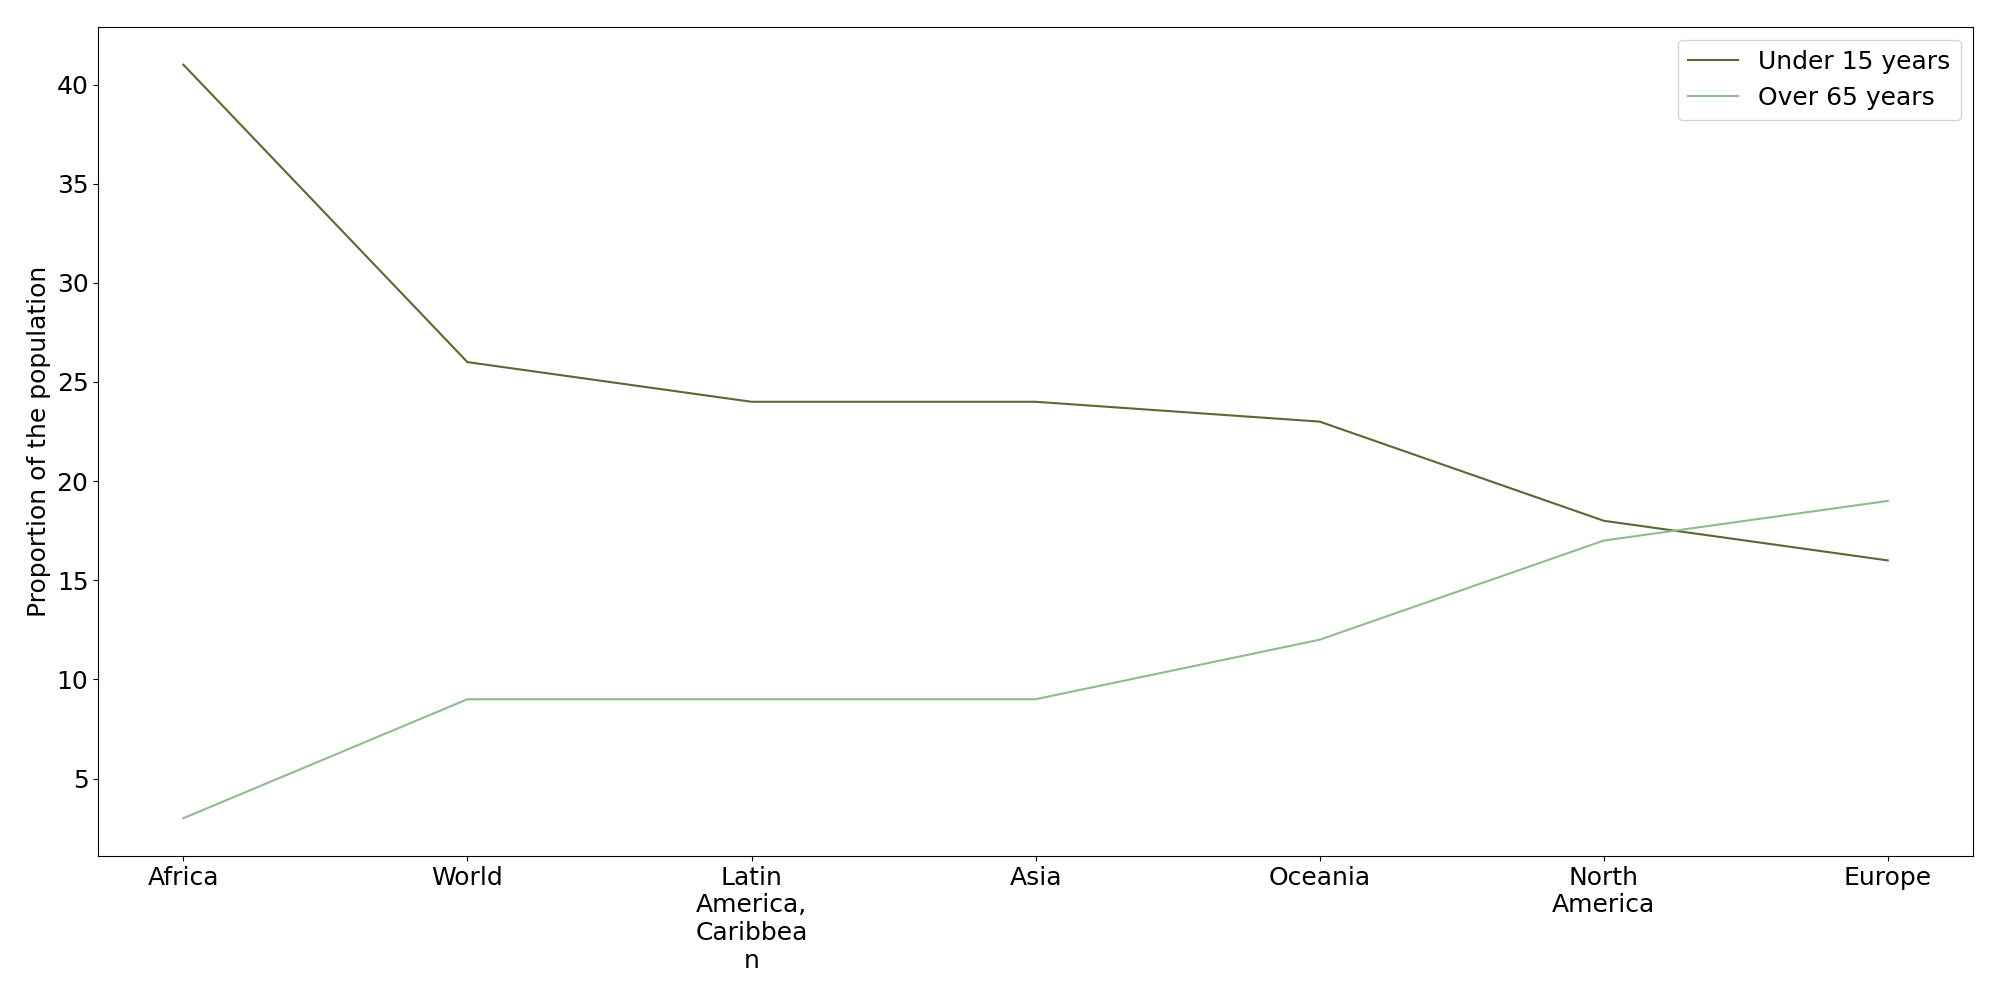 Under 15 years
Over 65 years
Proportion of the population
40
35
30
25
20
15
10
5
Africa
World
Latin
America,
Caribbea
n
Asia
Oceania
North
America
Europe